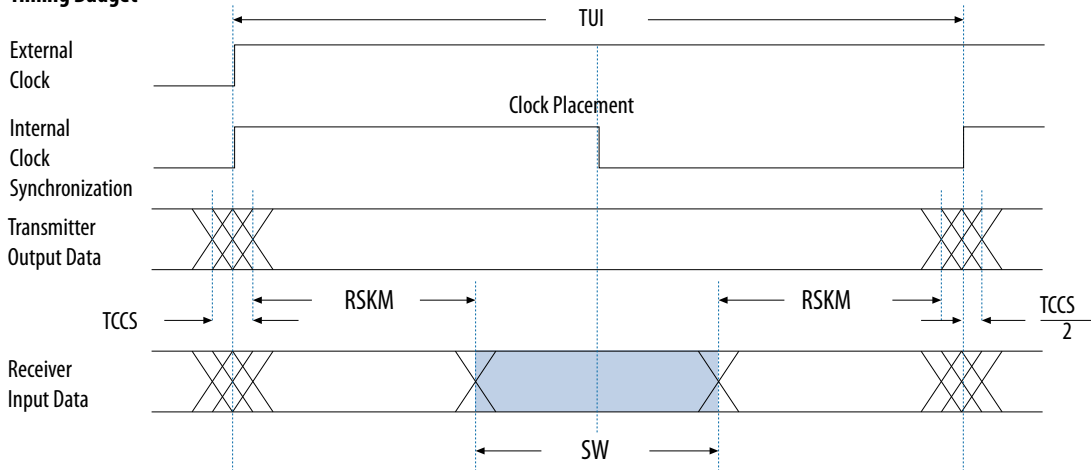 Timing Budget
TUI
External
Clock
Clock Placement
Internal
Clock
Synchronization
Transmitter
Output Data
RSKM
RSKM
TCCS
TCCS
2
Receiver
Input Data
SW